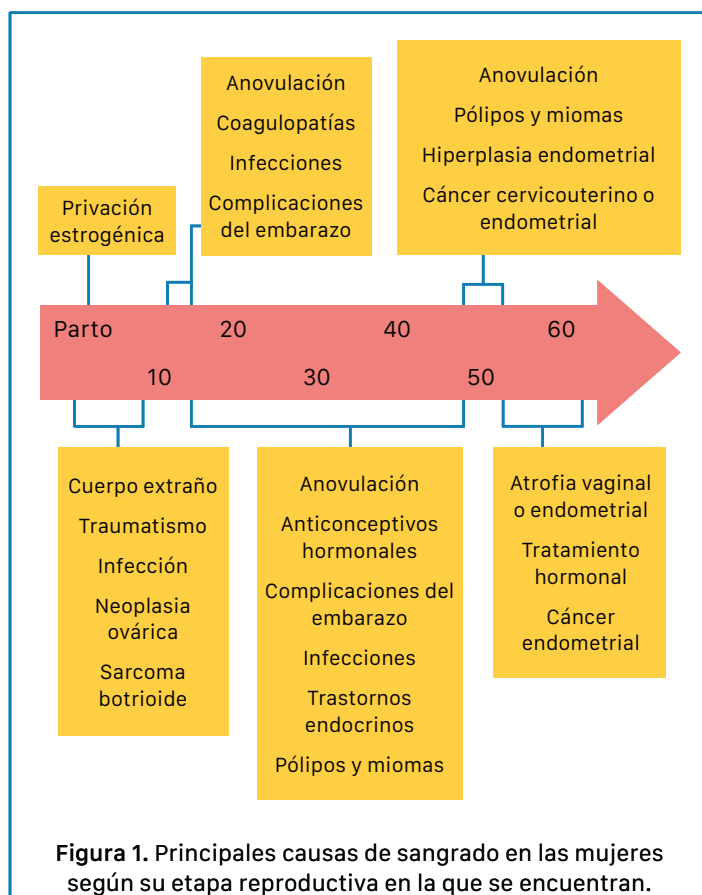 Privación
estrogénica
Anovulación
Coagulopatías
Infecciones
Complicaciones
del embarazo
Anovulación
Pólipos y miomas
Hiperplasia endometrial
Cáncer cervicouterino o
endometrial
Parto
20
40
60
10
30
50
Cuerpo extraño
Traumatismo
Infección
Neoplasia
ovárica
Sarcoma
botrioide
Anovulación
Anticonceptivos
hormonales
Complicaciones del
embarazo
Infecciones
Trastornos
endocrinos
Pólipos y miomas
Atrofia vaginal
o endometrial
Tratamiento
hormonal
Cáncer
endometrial
Figura 1. Principales causas de sangrado en las mujeres
según su etapa reproductiva en la que se encuentran.